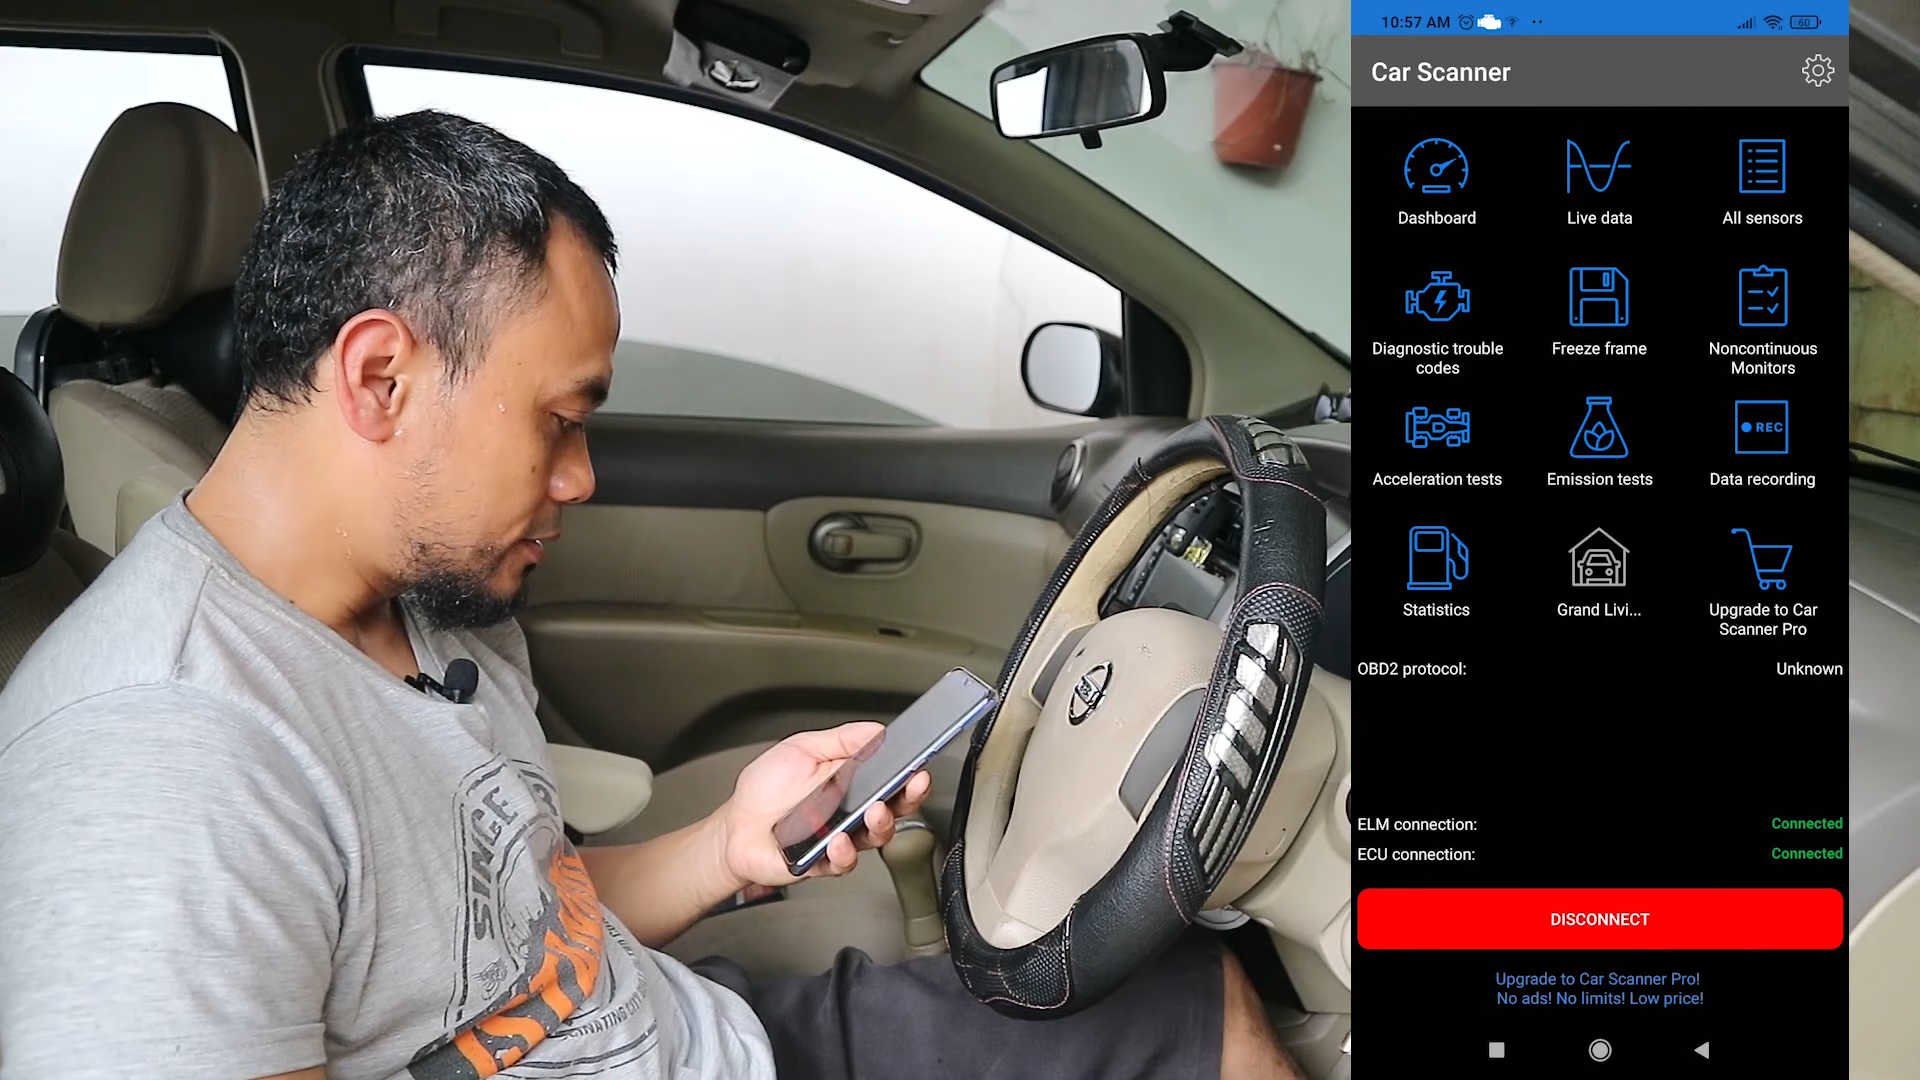 10:57 AM
60
Car Scanner
Dashboard
Live data
All sensors
Diagnostic trouble
codes
Freeze frame
Noncontinuous
Monitors
REC
Acceleration tests
Emission tests
Data recording
Statistics
Grand Livi...
Upgrade to Car
Scanner Pro
OBD2 protocol:
Unknown
ELM connection:
Connected
ECU connection:
Connected
DISCONNECT
Upgrade to Car Scanner Pro!
No ads! No limits! Low price!
SINCE